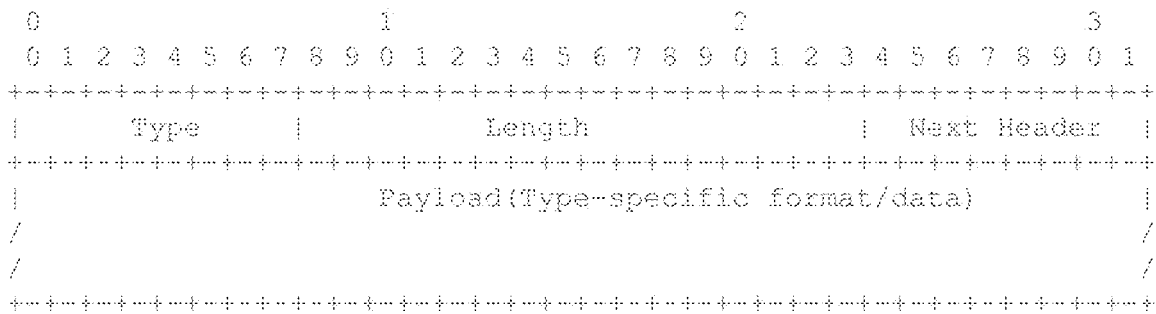 0                   1                   2                   3
 0 1 2 3 4 5 6 7 8 9 0 1 2 3 4 5 6 7 8 9 0 1 2 3 4 5 6 7 8 9 0 1
+-+-+-+-+-+-+-+-+-+-+-+-+-+-+-+-+-+-+-+-+-+-+-+-+-+-+-+-+-+-+-+-+
|      Type     |          Length               |  Next Header  |
+-+-+-+-+-+-+-+-+-+-+-+-+-+-+-+-+-+-+-+-+-+-+-+-+-+-+-+-+-+-+-+-+
|                    Payload(Type-specific format/data)         |
/                                                               /
/                                                               /
+-+-+-+-+-+-+-+-+-+-+-+-+-+-+-+-+-+-+-+-+-+-+-+-+-+-+-+-+-+-+-+-+